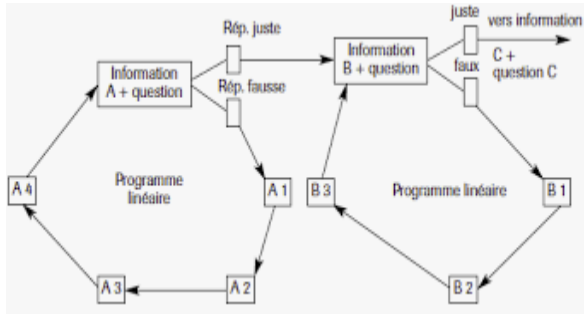 Rép. juste
Information
A + question
Rép. fausse
A 4
Programme
linéaire
A 1
A 3
A 2
juste
vers information
C +
question C
Information
B + question
faux
B 3
Programme linéaire
B 1
B 2